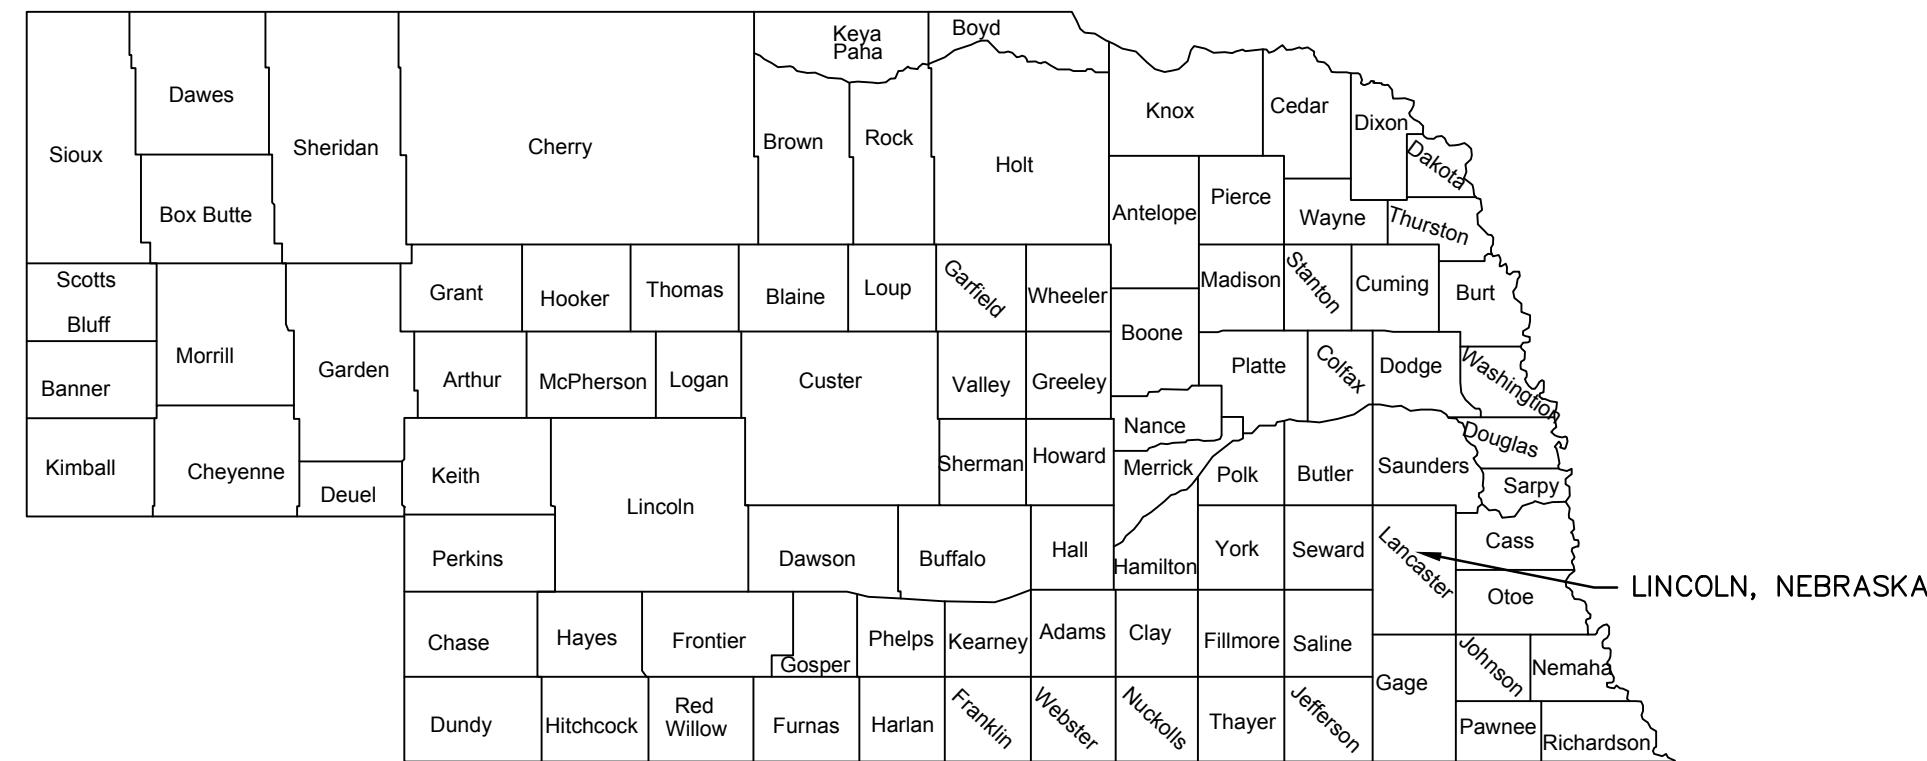 Keya
Paha
Boyd
Dawes
Sioux
Sheridan
Cherry
Brown
Rock
Holt
Knox
Cedar
Dixon
Dakota
Box Butte
Antelope
Pierce
Wayne
Thurston
Scotts
Bluff
Grant
Hooker
Thomas
Blaine
Loup
Garfield
Wheeler
Madison
Stanton
Cuming
Burt
Banner
Morrill
Garden
Arthur
McPherson
Logan
Custer
Valley
Greeley
Boone
Platte
Colfax
Dodge
Washington
Nance
Kimball
Cheyenne
Deuel
Keith
Lincoln
Sherman
Howard
Merrick
Polk
Butler
Saunders
Douglas
Sarpy
Perkins
Dawson
Buffalo
Hall
Hamilton
York
Seward
Lancaster
Cass
Otoe
LINCOLN, NEBRASKA
Chase
Hayes
Frontier
Gosper
Phelps
Kearney
Adams
Clay
Fillmore
Saline
Gage
Johnson
Nemaha
Dundy
Hitchcock
Red
Willow
Furnas
Harlan
Franklin
Webster
Nuckolls
Thayer
Jefferson
Pawnee
Richardson